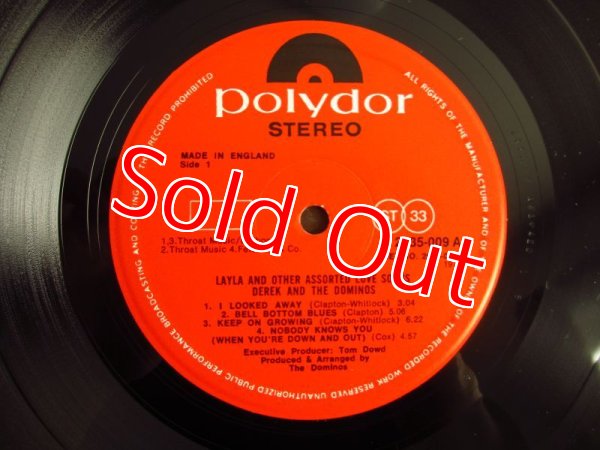 polydor
STEREO
MADE IN ENGLAND
Side 1
ST 33
1,3. Throat Music/
2. Throat Music 4. Co.
LAYLA AND OTHER ASSORTED LOVE
DEREK AND THE DOMINOS
1. I LOOKED AWAY (Clapton-Whitlock) 3:04
2. BELL BOTTOM BLUES (Clapton) 5.06
3. KEEP ON GROWING (Clapton-Whitlock) 6.22
4. NOBODY KNOWS YOU
(WHEN YOU'RE DOWN AND OUT) (Cox) 4.57
Executive Producer: Tom Dowd
Produced & Arranged by
The Dominos
ALL RIGHTS OF THE MANUFACTURER AND OF THE OWNER OF THE RECORDED WORK RESERVED UNAUTHORIZED PUBLIC PERFORMANCE BROADCASTING AND COPYING OF THE RECORD PROHIBITED
Sold Out